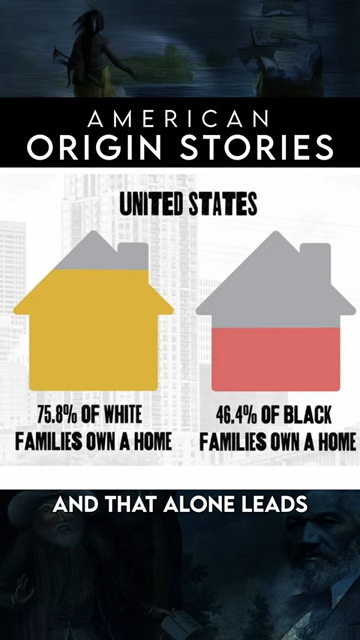 AMERICAN
ORIGIN STORIES
UNITED STATES
75.8% OF WHITE
FAMILIES OWN A HOME
46.4% OF BLACK
FAMILIES OWN A HOME
AND THAT ALONE LEADS